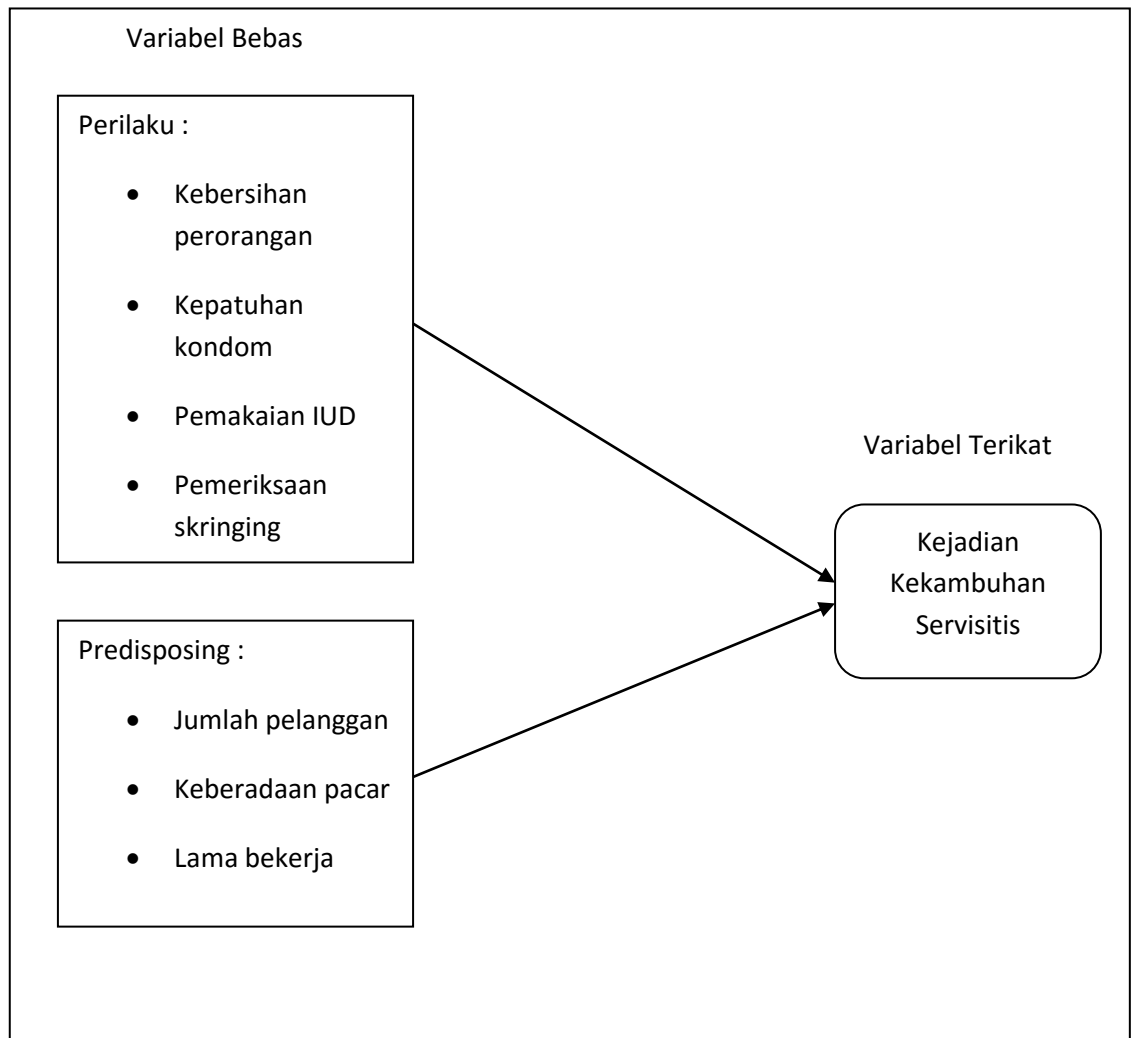 Variabel Bebas
Perilaku :
• Kebersihan
perorangan
• Kepatuhan
kondom
• Pemakaian IUD
• Pemeriksaan
skringing
Predisposing :
• Jumlah pelanggan
• Keberadaan pacar
• Lama bekerja
Variabel Terikat
Kejadian
Kekambuhan
Servisitis